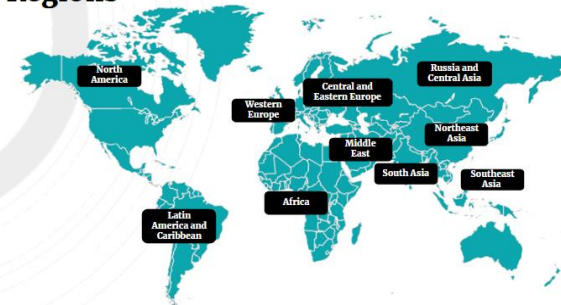 Regions
North
America
Russia and
Central Asia
Central and
Eastern Europe
Western
Europe
Northeast
Asia
Middle
East
South Asia
Southeast
Asia
Africa
Latin
America and
Caribbean